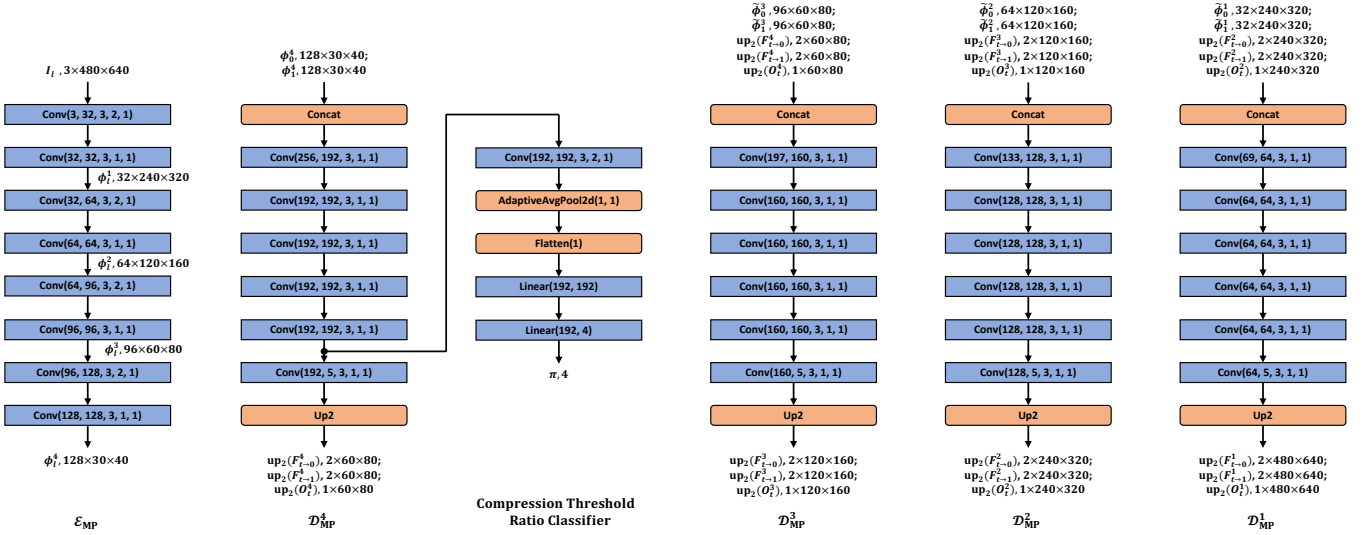 I_l , 3×480×640
Conv(3, 32, 3, 2, 1)
Conv(32, 32, 3, 1, 1)
ϕ_l^1, 32×240×320
Conv(32, 64, 3, 2, 1)
Conv(64, 64, 3, 1, 1)
ϕ_l^2, 64×120×160
Conv(64, 96, 3, 2, 1)
Conv(96, 96, 3, 1, 1)
ϕ_l^3, 96×60×80
Conv(96, 128, 3, 2, 1)
Conv(128, 128, 3, 1, 1)
ϕ_l^4, 128×30×40
ℰ_MP
ϕ_0^4, 128×30×40;
ϕ_1^4, 128×30×40
Concat
Conv(256, 192, 3, 1, 1)
Conv(192, 192, 3, 1, 1)
Conv(192, 192, 3, 1, 1)
Conv(192, 192, 3, 1, 1)
Conv(192, 192, 3, 1, 1)
Conv(192, 5, 3, 1, 1)
Up2
up_2(F_{t→0}^4), 2×60×80;
up_2(F_{t→1}^4), 2×60×80;
up_2(O_t^4), 1×60×80
𝒟_MP^4
Conv(192, 192, 3, 2, 1)
AdaptiveAvgPool2d(1, 1)
Flatten(1)
Linear(192, 192)
Linear(192, 4)
π, 4
Compression Threshold
Ratio Classifier
ϕ̃_0^3, 96×60×80;
ϕ̃_1^3, 96×60×80;
up_2(F_{t→0}^4), 2×60×80;
up_2(F_{t→1}^4), 2×60×80;
up_2(O_t^4), 1×60×80
Concat
Conv(197, 160, 3, 1, 1)
Conv(160, 160, 3, 1, 1)
Conv(160, 160, 3, 1, 1)
Conv(160, 160, 3, 1, 1)
Conv(160, 160, 3, 1, 1)
Conv(160, 5, 3, 1, 1)
Up2
up_2(F_{t→0}^3), 2×120×160;
up_2(F_{t→1}^3), 2×120×160;
up_2(O_t^3), 1×120×160
𝒟_MP^3
ϕ̃_0^2, 64×120×160;
ϕ̃_1^2, 64×120×160;
up_2(F_{t→0}^3), 2×120×160;
up_2(F_{t→1}^3), 2×120×160;
up_2(O_t^3), 1×120×160
Concat
Conv(133, 128, 3, 1, 1)
Conv(128, 128, 3, 1, 1)
Conv(128, 128, 3, 1, 1)
Conv(128, 128, 3, 1, 1)
Conv(128, 128, 3, 1, 1)
Conv(128, 5, 3, 1, 1)
Up2
up_2(F_{t→0}^2), 2×240×320;
up_2(F_{t→1}^2), 2×240×320;
up_2(O_t^2), 1×240×320
𝒟_MP^2
ϕ̃_0^1, 32×240×320;
ϕ̃_1^1, 32×240×320;
up_2(F_{t→0}^2), 2×240×320;
up_2(F_{t→1}^2), 2×240×320;
up_2(O_t^2), 1×240×320
Concat
Conv(69, 64, 3, 1, 1)
Conv(64, 64, 3, 1, 1)
Conv(64, 64, 3, 1, 1)
Conv(64, 64, 3, 1, 1)
Conv(64, 64, 3, 1, 1)
Conv(64, 5, 3, 1, 1)
Up2
up_2(F_{t→0}^1), 2×480×640;
up_2(F_{t→1}^1), 2×480×640;
up_2(O_t^1), 1×480×640
𝒟_MP^1